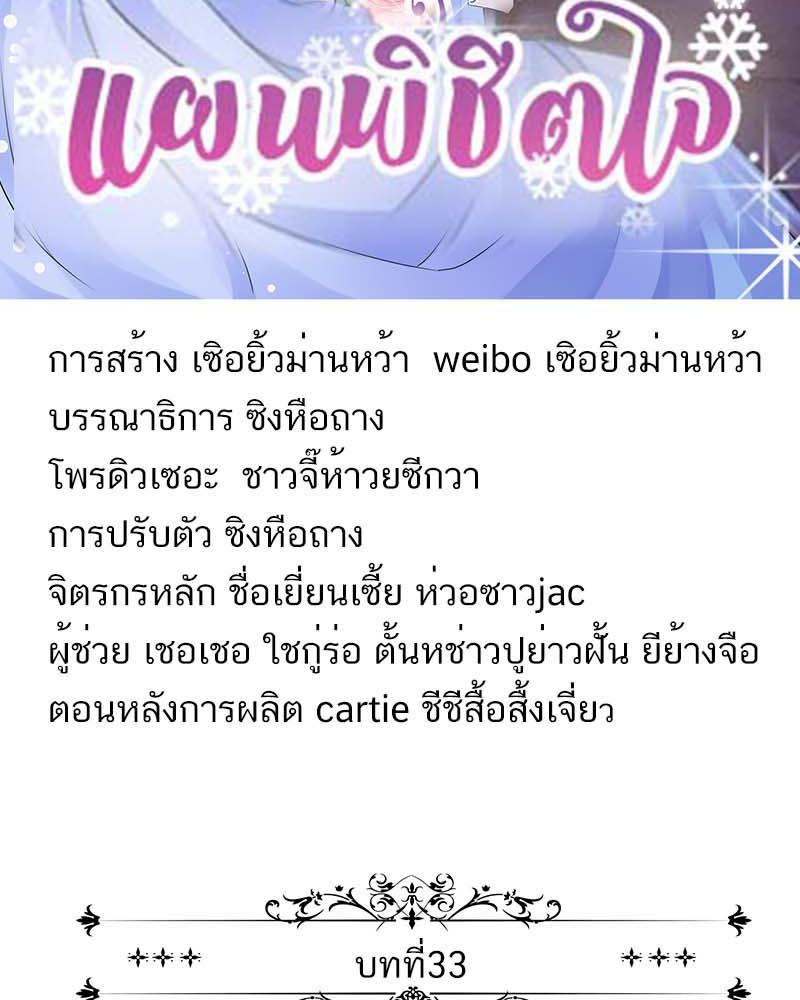 แผนพิชิตใจ
การสร้าง เซิอยิ้วม่านหว้า weibo เซิอยิ้วม่านหว้า
บรรณาธิการ ซิงหือถาง
โพรดิวเซอะ ชาวจี๊ห้าวยซีกวา
การปรับตัว ซิงหือถาง
จิตรกรหลัก ชื่อเยี่ยนเซี้ย ห่วอซาวjac
ผู้ช่วย เชอเชอ ใชกู่ร่อ ตั้นหช่าวปูย่าวฝั้น ยีย้างจือ
ตอนหลังการผลิต cartie ชีชีสื้อสื้งเจี่ยว
บทที่33